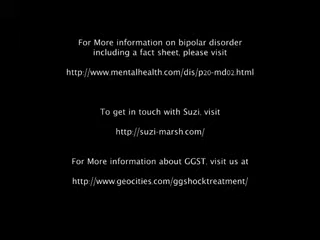 For More information on bipolar disorder
including a fact sheet, please visit
http://www.mentalhealth.com/dis/p20-md02.html
To get in touch with Suzi, visit
http://suzi-marsh.com/
For More information about GGST, visit us at
http://www.geocities.com/ggshocktreatment/